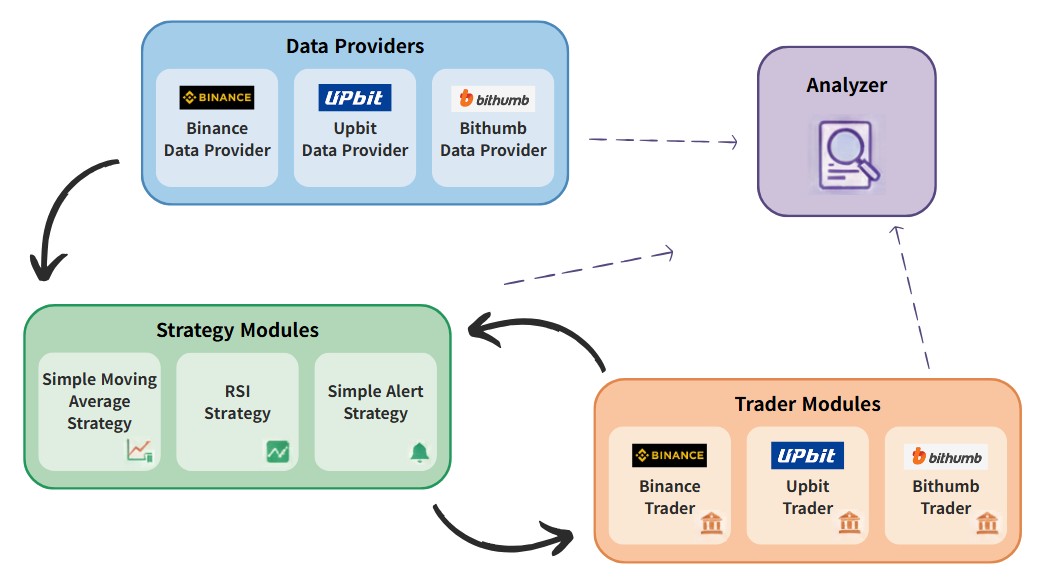 Data Providers
BINANCE
UPbit
bithumb
Binance
Data Provider
Upbit
Data Provider
Bithumb
Data Provider
Analyzer
Strategy Modules
Simple Moving
Average
Strategy
RSI
Strategy
Simple Alert
Strategy
Trader Modules
BINANCE
UPbit
bithumb
Binance
Trader
Upbit
Trader
Bithumb
Trader